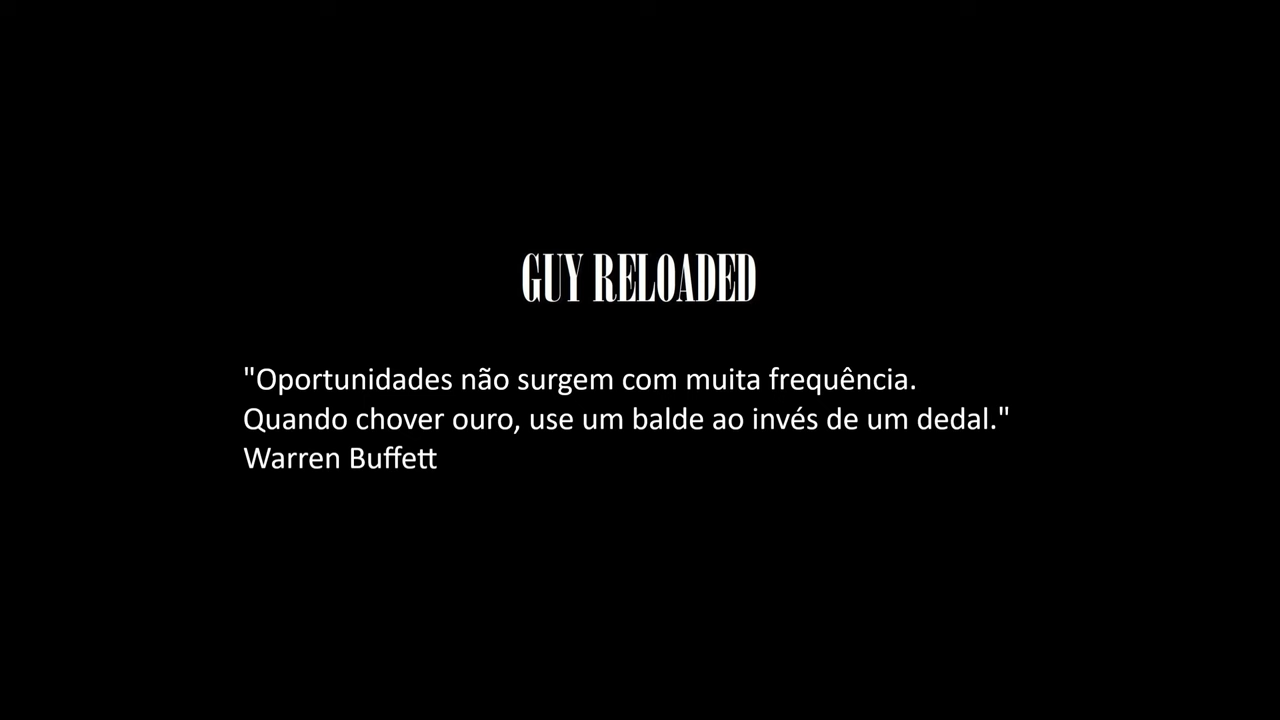 GUY RELOADED
"Oportunidades não surgem com muita frequência.
Quando chover ouro, use um balde ao invés de um dedal."
Warren Buffett